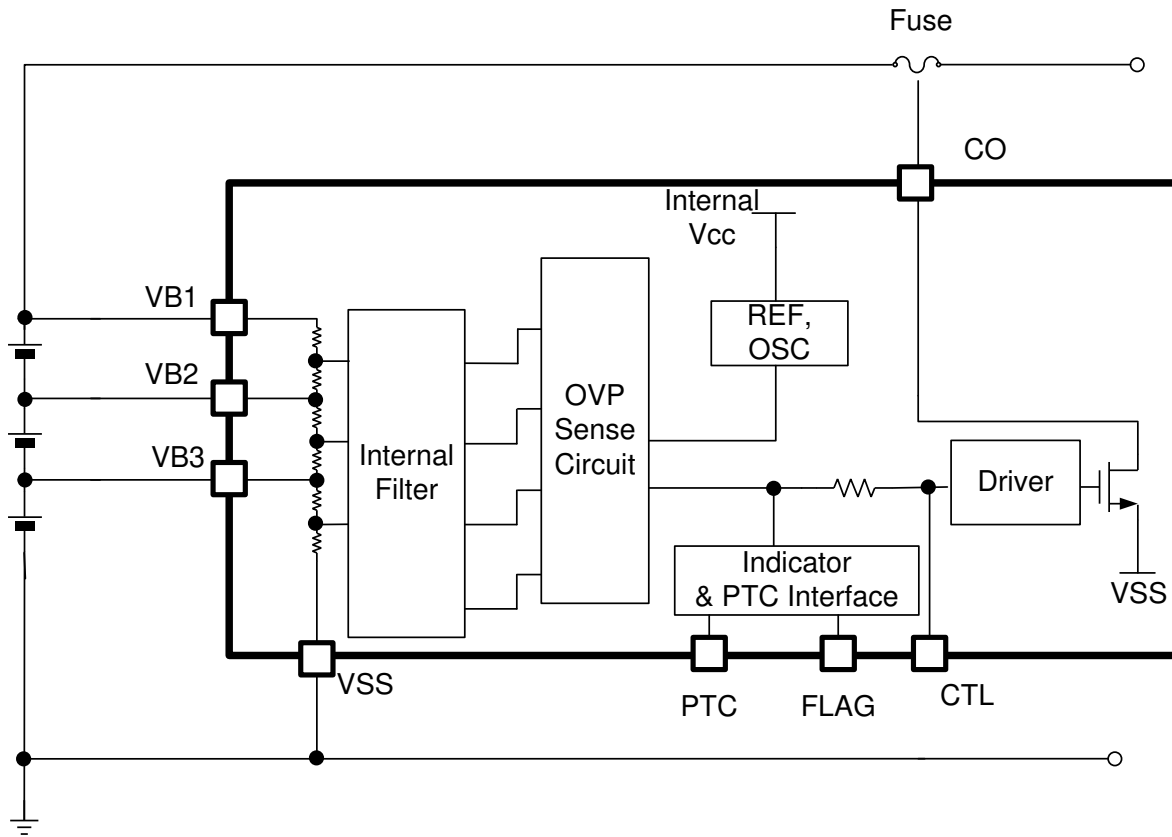 Fuse
CO
Internal
Vcc
VB1
REF,
OSC
VB2
OVP
Sense
Circuit
VB3
Internal
Filter
Driver
Indicator
& PTC Interface
VSS
VSS
PTC
FLAG
CTL